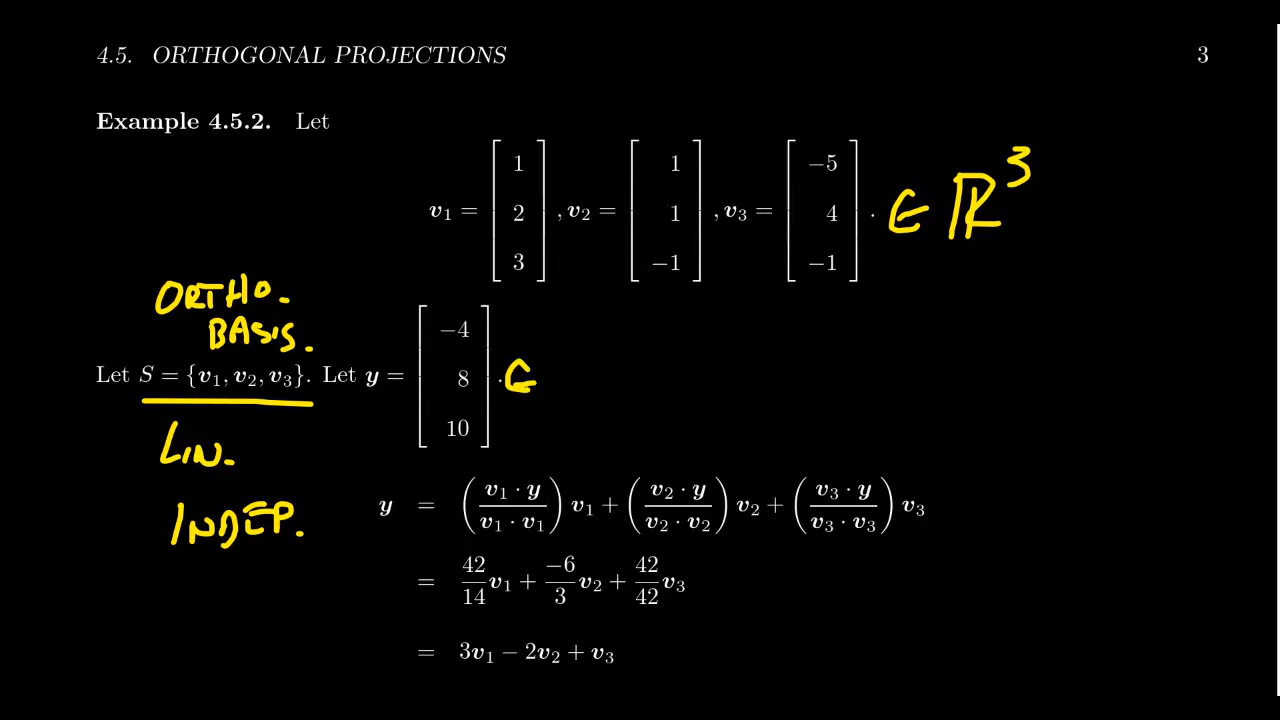 4.5. ORTHOGONAL PROJECTIONS 3
Example 4.5.2. Let
v₁ = [1 2 3], v₂ = [1 1 −1], v₃ = [−5 4 −1]. ∈ ℝ³
ORTHO.
BASIS.
Let S = {v₁, v₂, v₃}. Let y = [−4 8 10]. ∈
LIN.
INDEP.
y = (v₁ · y / v₁ · v₁) v₁ + (v₂ · y / v₂ · v₂) v₂ + (v₃ · y / v₃ · v₃) v₃
= 42/14 v₁ + −6/3 v₂ + 42/42 v₃
= 3v₁ − 2v₂ + v₃